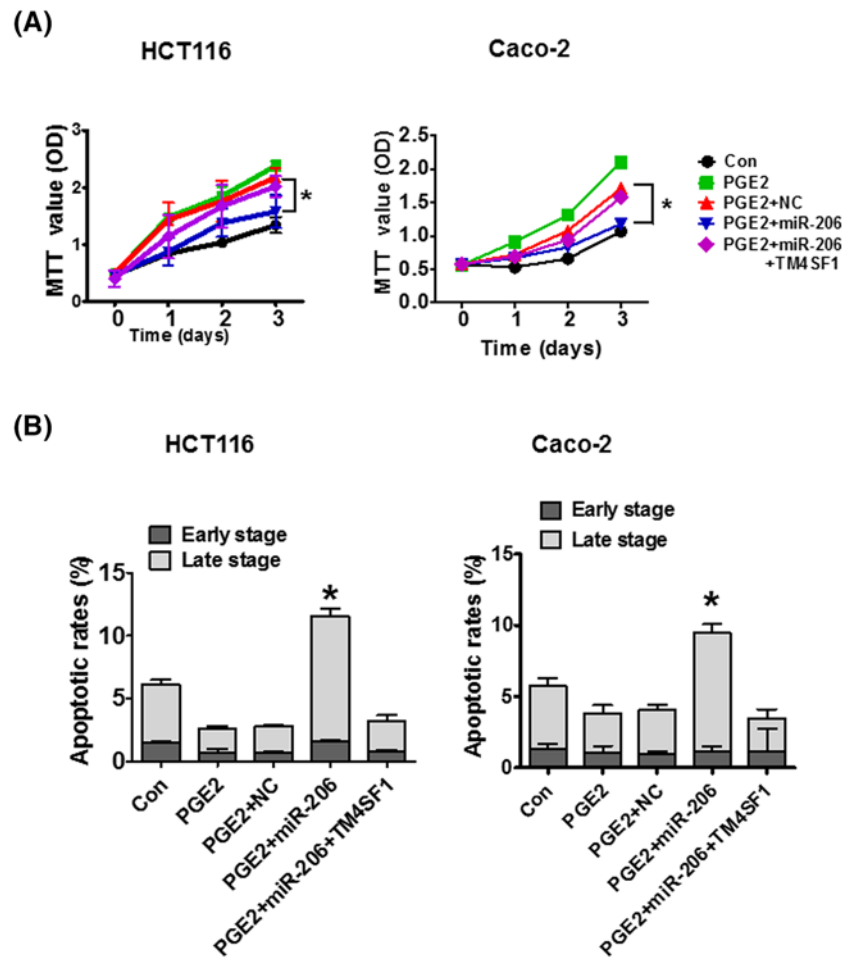 (A)
HCT116
Caco-2
MTT value (OD)
3
2
1
0
0 1 2 3
Time (days)
MTT value (OD)
2.5
2.0
1.5
1.0
0.5
0.0
0 1 2 3
Time (days)
*
*
Con
PGE2
PGE2+NC
PGE2+miR-206
PGE2+miR-206
+TM4SF1
(B)
HCT116
Caco-2
Early stage
Late stage
Apoptotic rates (%)
15
10
5
0
*
Con
PGE2
PGE2+NC
PGE2+miR-206
PGE2+miR-206+TM4SF1
Early stage
Late stage
Apoptotic rates (%)
15
10
5
0
*
Con
PGE2
PGE2+NC
PGE2+miR-206
PGE2+miR-206+TM4SF1